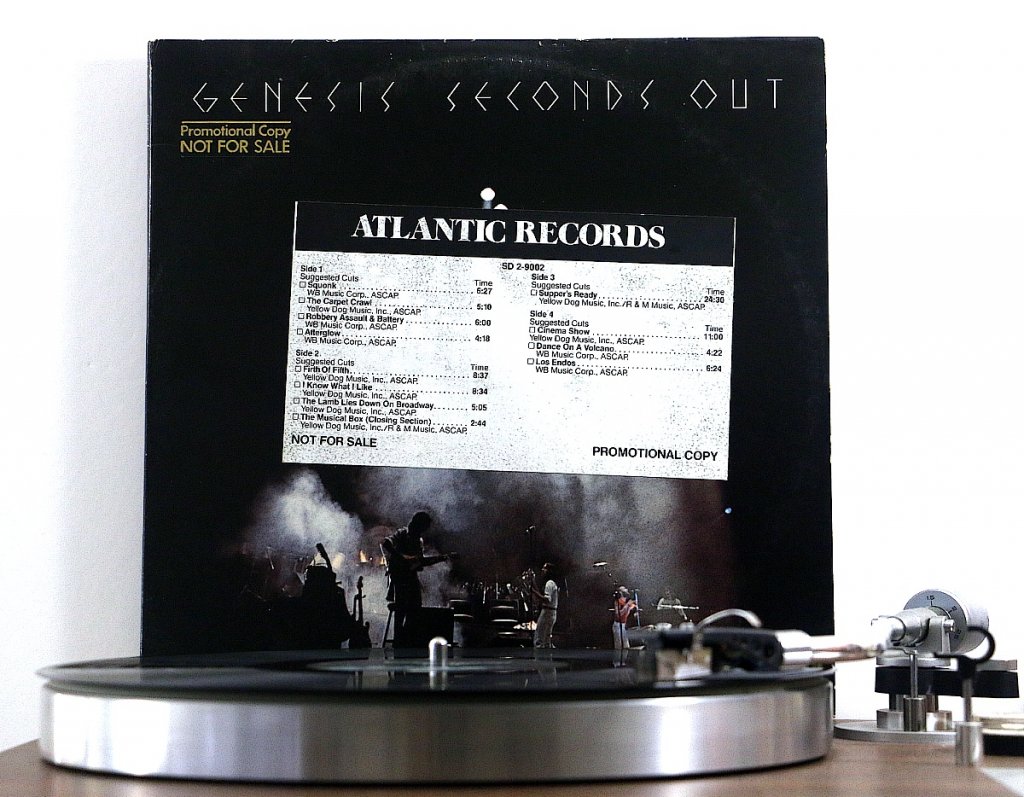 GENESIS SECONDS OUT
Promotional Copy
NOT FOR SALE
ATLANTIC RECORDS
SD 2-9002
Side 1
Suggested Cuts Time
Squonk 6:27
WB Music Corp., ASCAP.
The Carpet Crawl 5:10
Yellow Dog Music, Inc., ASCAP.
Robbery Assault & Battery 6:00
WB Music Corp., ASCAP.
Afterglow 4:18
WB Music Corp., ASCAP.
Side 2
Suggested Cuts Time
Firth Of Fifth 8:37
Yellow Dog Music, Inc., ASCAP.
I Know What I Like 8:34
Yellow Dog Music, Inc., ASCAP.
The Lamb Lies Down On Broadway 5:05
Yellow Dog Music, Inc., ASCAP.
The Musical Box (Closing Section) 2:44
Yellow Dog Music, Inc./R & M Music, ASCAP.
Side 3
Suggested Cuts Time
Supper's Ready 24:30
Yellow Dog Music, Inc./R & M Music, ASCAP.
Side 4
Suggested Cuts Time
Cinema Show 11:00
Yellow Dog Music, Inc., ASCAP.
Dance On A Volcano 4:22
WB Music Corp., ASCAP.
Los Endos 6:24
WB Music Corp., ASCAP.
NOT FOR SALE
PROMOTIONAL COPY